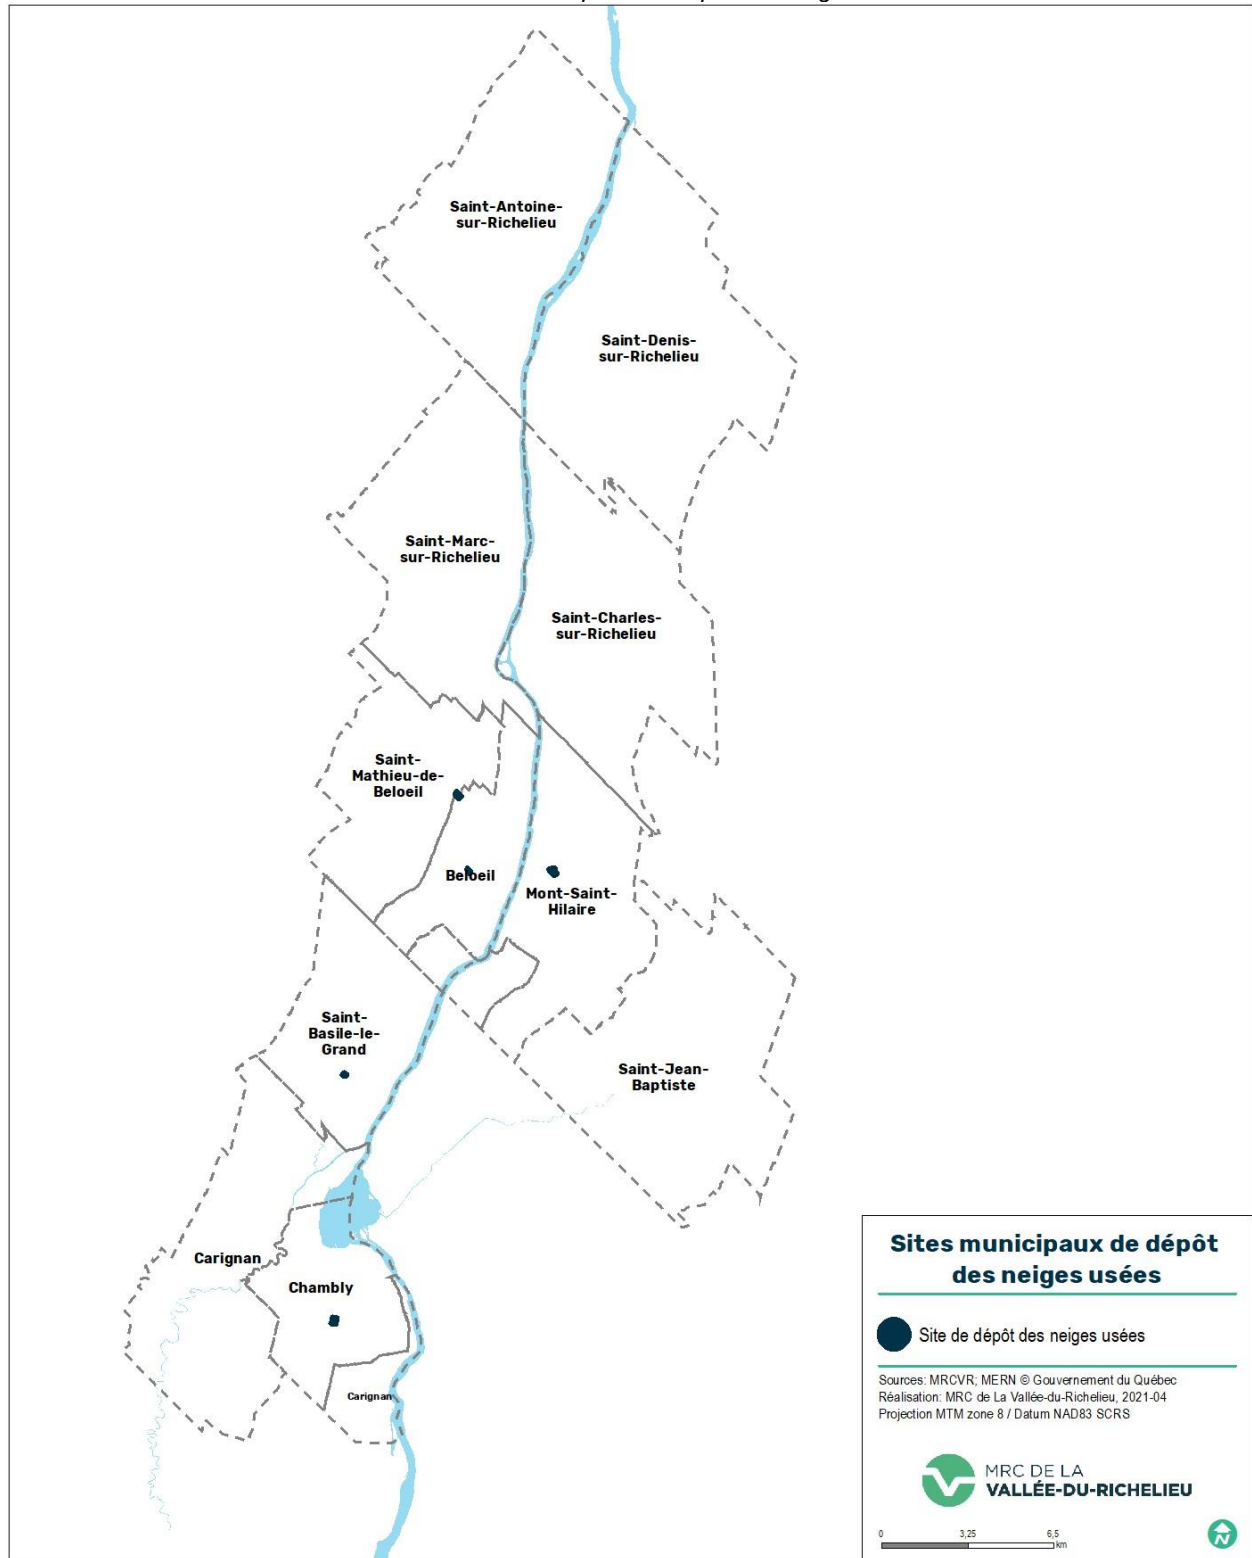 Saint-Antoine-
sur-Richelieu
Saint-Denis-
sur-Richelieu
Saint-Marc-
sur-Richelieu
Saint-Charles-
sur-Richelieu
Saint-
Mathieu-de-
Beloeil
Beloeil
Mont-Saint-
Hilaire
Saint-
Basile-le-
Grand
Saint-Jean-
Baptiste
Carignan
Chambly
Carignan
Sites municipaux de dépôt
des neiges usées
Site de dépôt des neiges usées
Sources: MRCVR; MERN © Gouvernement du Québec
Réalisation: MRC de La Vallée-du-Richelieu, 2021-04
Projection MTM zone 8 / Datum NAD83 SCRS
MRC DE LA
VALLÉE-DU-RICHELIEU
0 3,25 6,5
km
N